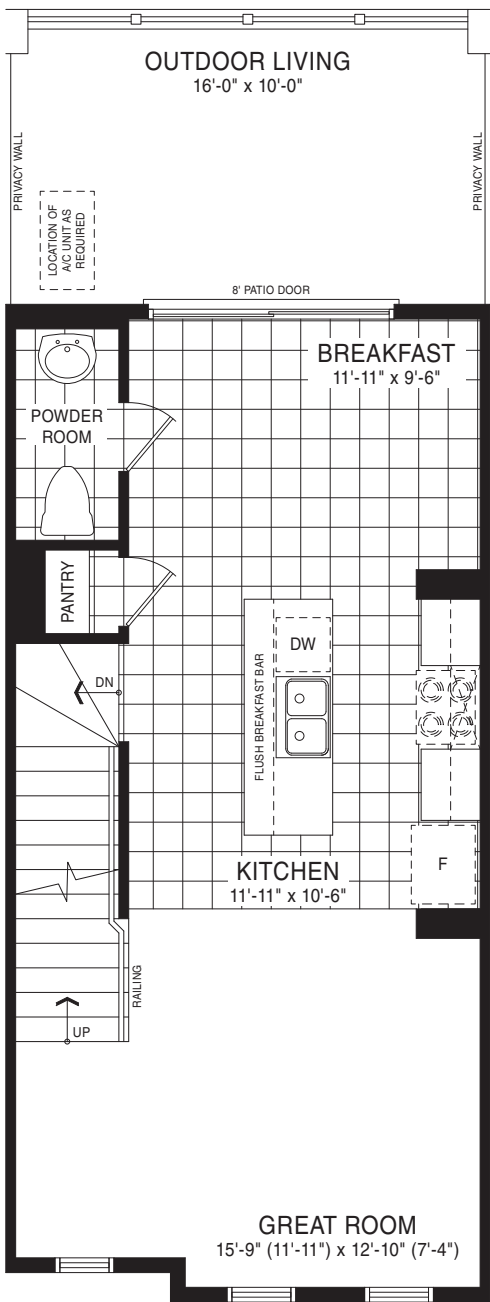 OUTDOOR LIVING
16'-0" x 10'-0"
PRIVACY WALL
PRIVACY WALL
LOCATION OF
A/C UNIT AS
REQUIRED
8' PATIO DOOR
BREAKFAST
11'-11" x 9'-6"
POWDER
ROOM
PANTRY
DN
DW
FLUSH BREAKFAST BAR
F
KITCHEN
11'-11" x 10'-6"
RAILING
UP
GREAT ROOM
15'-9" (11'-11") x 12'-10" (7'-4")